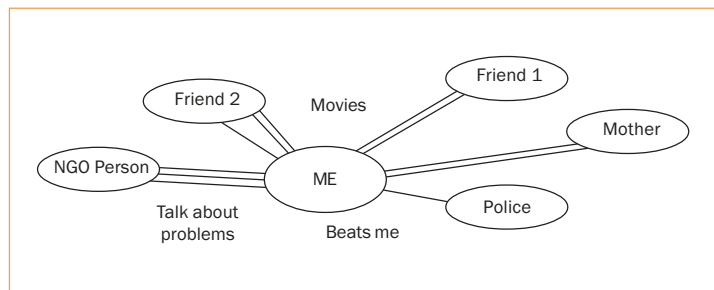 Friend 1
Friend 2
Movies
Mother
NGO Person
ME
Talk about
problems
Beats me
Police